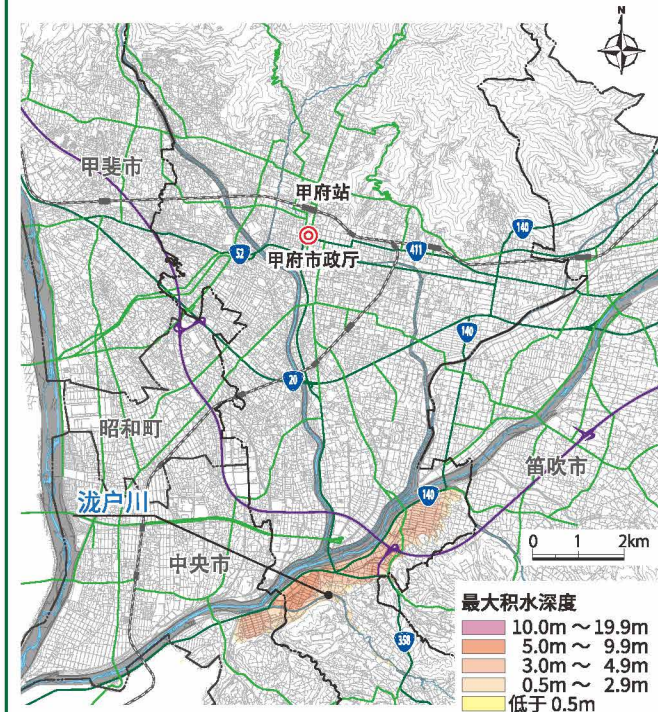 N
甲斐市
甲府站
甲府市政厅
52
411
140
140
20
昭和町
笛吹市
泷户川
140
中央市
0 1 2km
358
最大积水深度
10.0m ～ 19.9m
5.0m ～ 9.9m
3.0m ～ 4.9m
0.5m ～ 2.9m
低于 0.5m